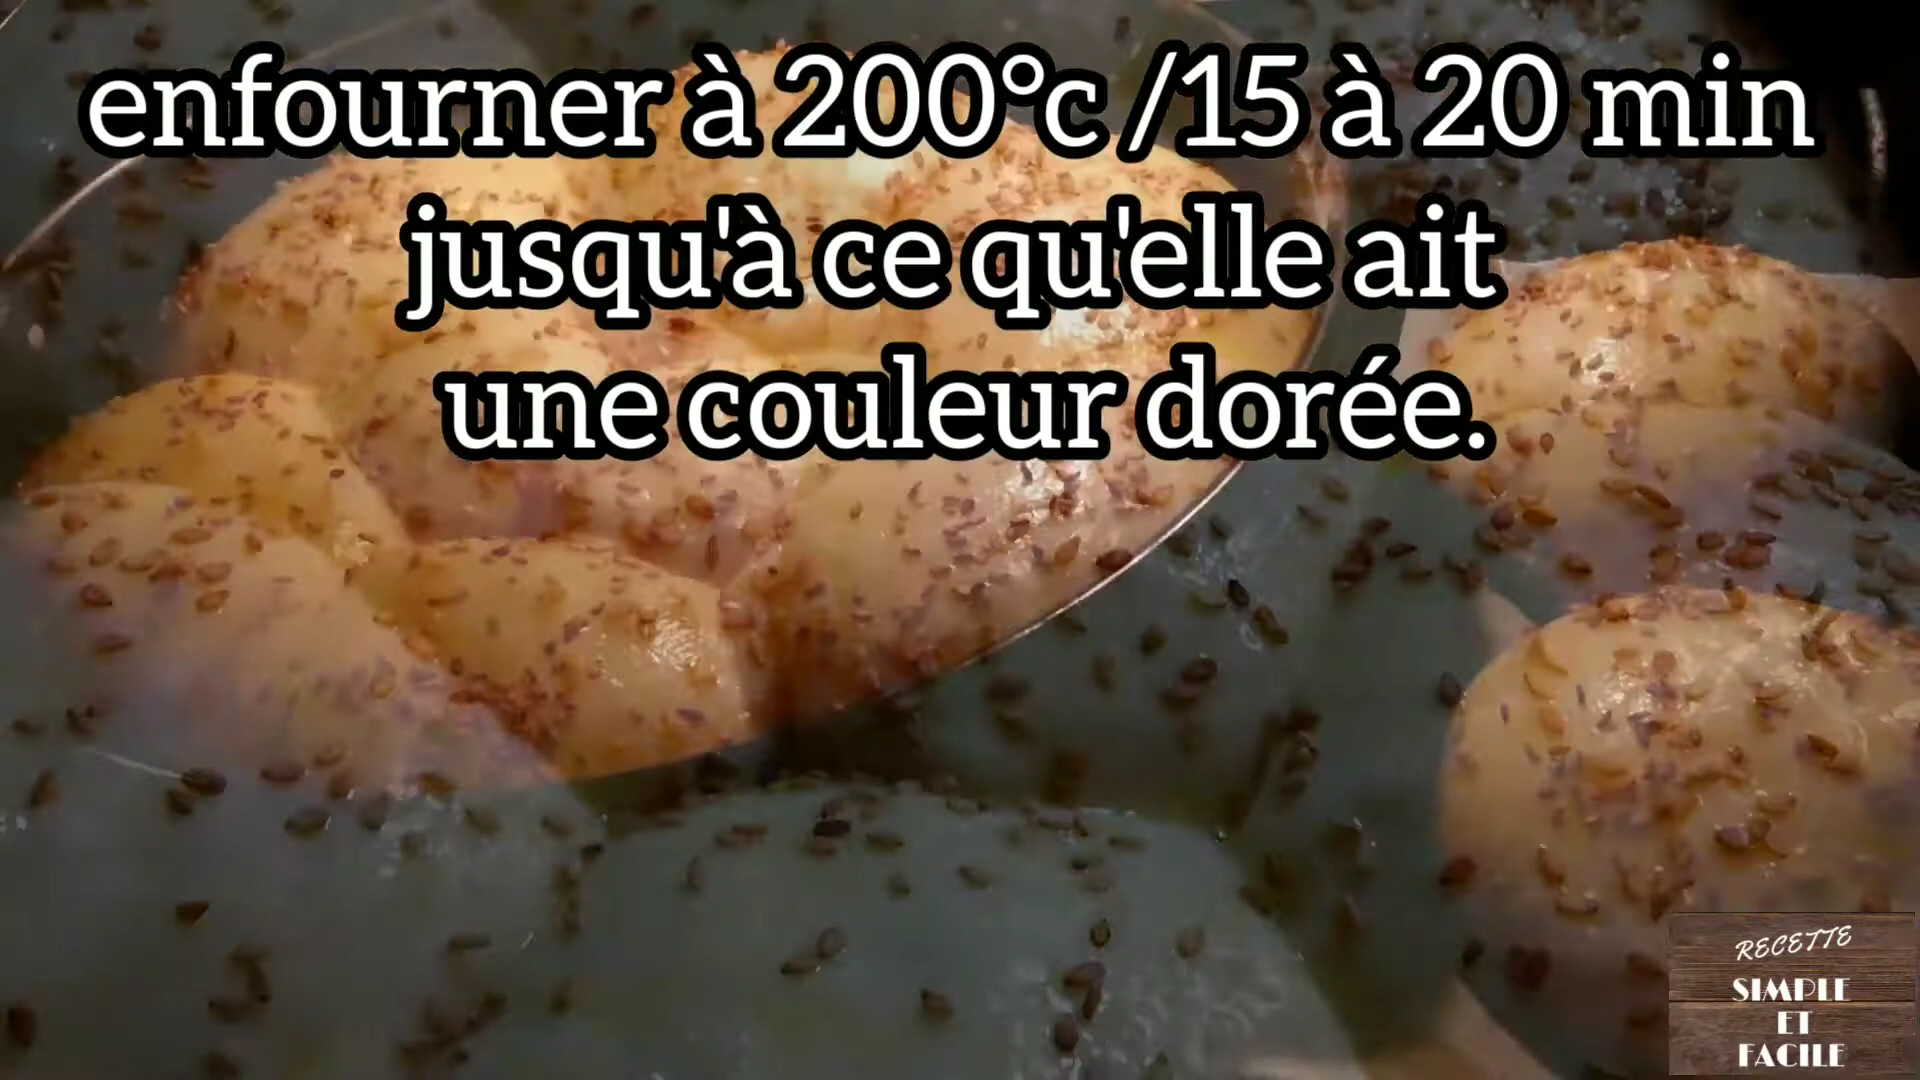 enfourner à 200°c /15 à 20 min
jusqu'à ce qu'elle ait
une couleur dorée.
RECETTE
SIMPLE
ET
FACILE